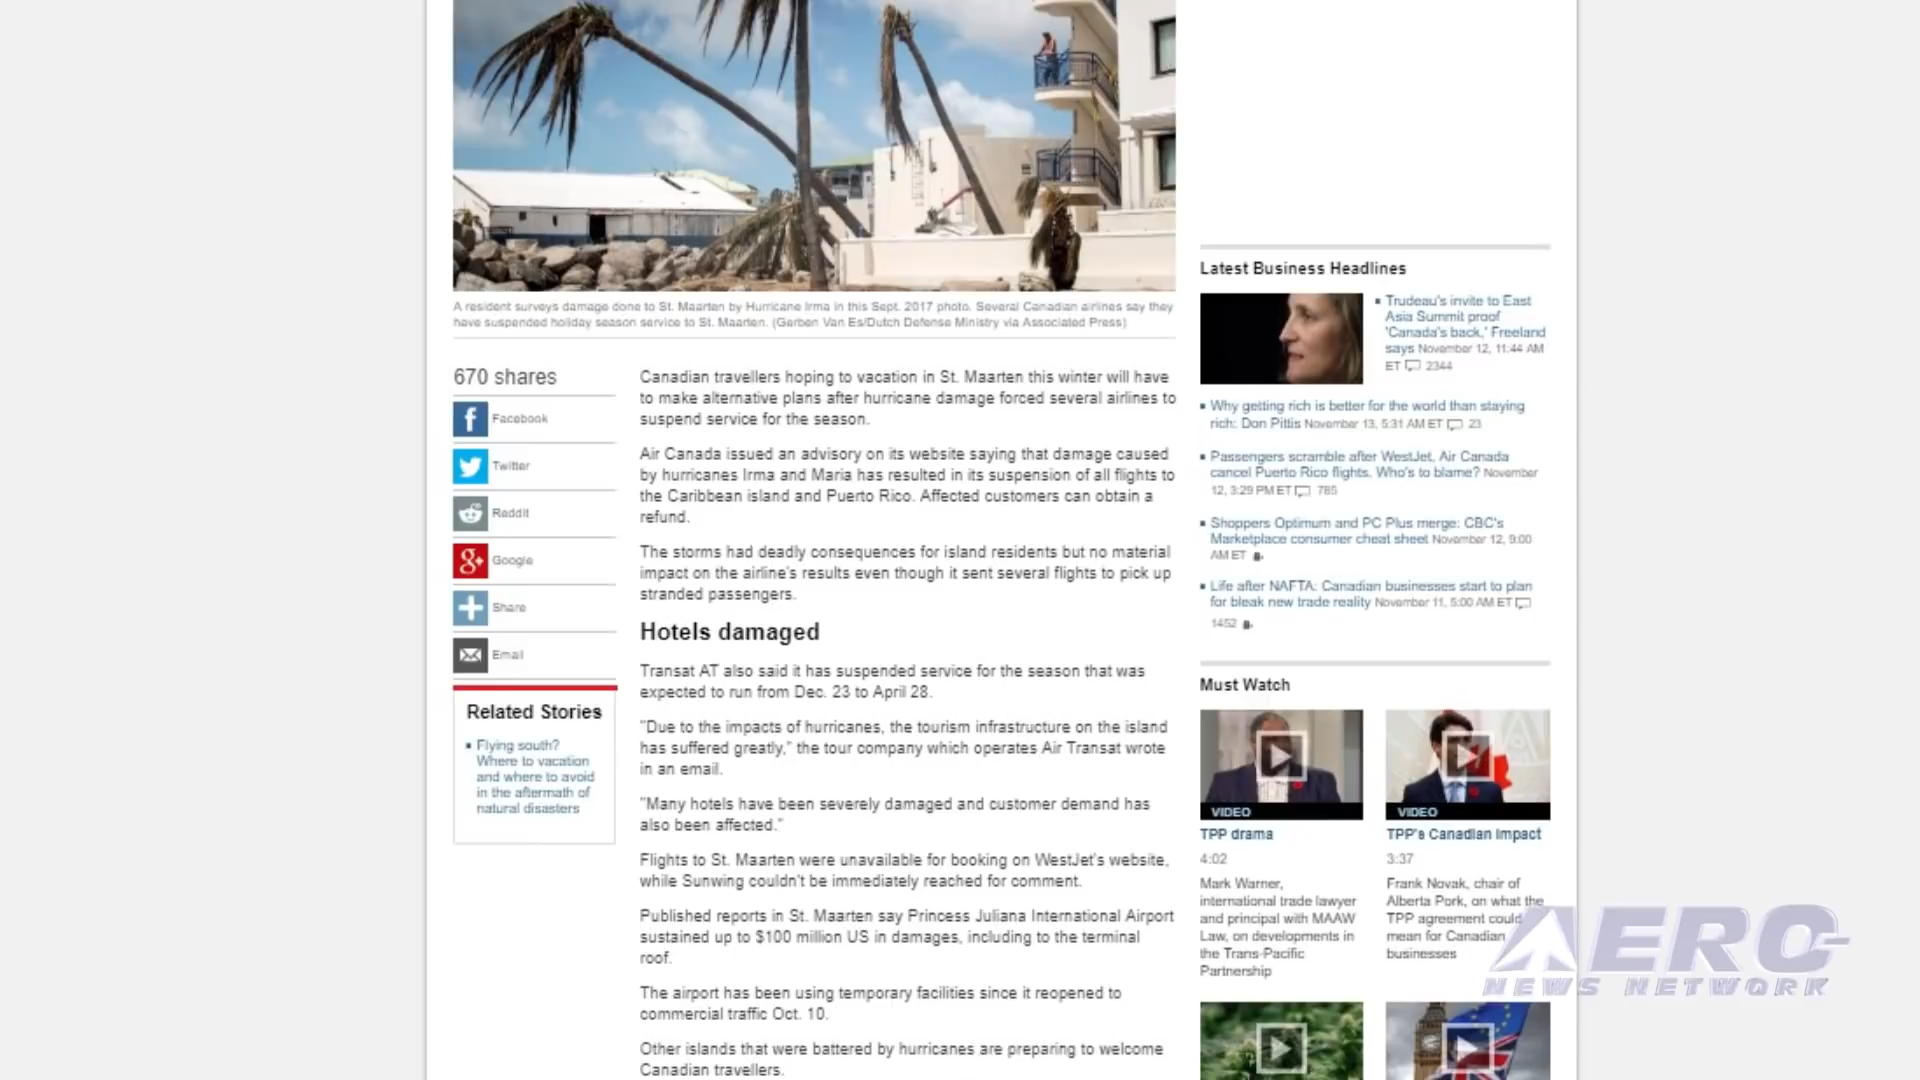 A resident surveys damage done to St. Maarten by Hurricane Irma in this Sept. 2017 photo. Several Canadian airlines say they
have suspended holiday season service to St. Maarten. (Gerben Van Es/Dutch Defense Ministry via Associated Press)
670 shares
Facebook
Twitter
Reddit
Google
Share
Email
Related Stories
Flying south?
Where to vacation
and where to avoid
in the aftermath of
natural disasters
Canadian travellers hoping to vacation in St. Maarten this winter will have
to make alternative plans after hurricane damage forced several airlines to
suspend service for the season.
Air Canada issued an advisory on its website saying that damage caused
by hurricanes Irma and Maria has resulted in its suspension of all flights to
the Caribbean island and Puerto Rico. Affected customers can obtain a
refund.
The storms had deadly consequences for island residents but no material
impact on the airline's results even though it sent several flights to pick up
stranded passengers.
Hotels damaged
Transat AT also said it has suspended service for the season that was
expected to run from Dec. 23 to April 28.
"Due to the impacts of hurricanes, the tourism infrastructure on the island
has suffered greatly," the tour company which operates Air Transat wrote
in an email.
"Many hotels have been severely damaged and customer demand has
also been affected."
Flights to St. Maarten were unavailable for booking on WestJet's website,
while Sunwing couldn't be immediately reached for comment.
Published reports in St. Maarten say Princess Juliana International Airport
sustained up to $100 million US in damages, including to the terminal
roof.
The airport has been using temporary facilities since it reopened to
commercial traffic Oct. 10.
Other islands that were battered by hurricanes are preparing to welcome
Canadian travellers.
Latest Business Headlines
Trudeau's invite to East
Asia Summit proof
'Canada's back,' Freeland
says November 12, 11:44 AM
ET 2344
Why getting rich is better for the world than staying
rich: Don Pittis November 13, 5:31 AM ET 23
Passengers scramble after WestJet, Air Canada
cancel Puerto Rico flights. Who's to blame? November
12, 3:29 PM ET 785
Shoppers Optimum and PC Plus merge: CBC's
Marketplace consumer cheat sheet November 12, 9:00
AM ET
Life after NAFTA: Canadian businesses start to plan
for bleak new trade reality November 11, 5:00 AM ET
1452
Must Watch
VIDEO
TPP drama
4:02
Mark Warner,
international trade lawyer
and principal with MAAW
Law, on developments in
the Trans-Pacific
Partnership
VIDEO
TPP's Canadian impact
3:37
Frank Novak, chair of
Alberta Pork, on what the
TPP agreement could
mean for Canadian
businesses
AERO-
NEWS NETWORK